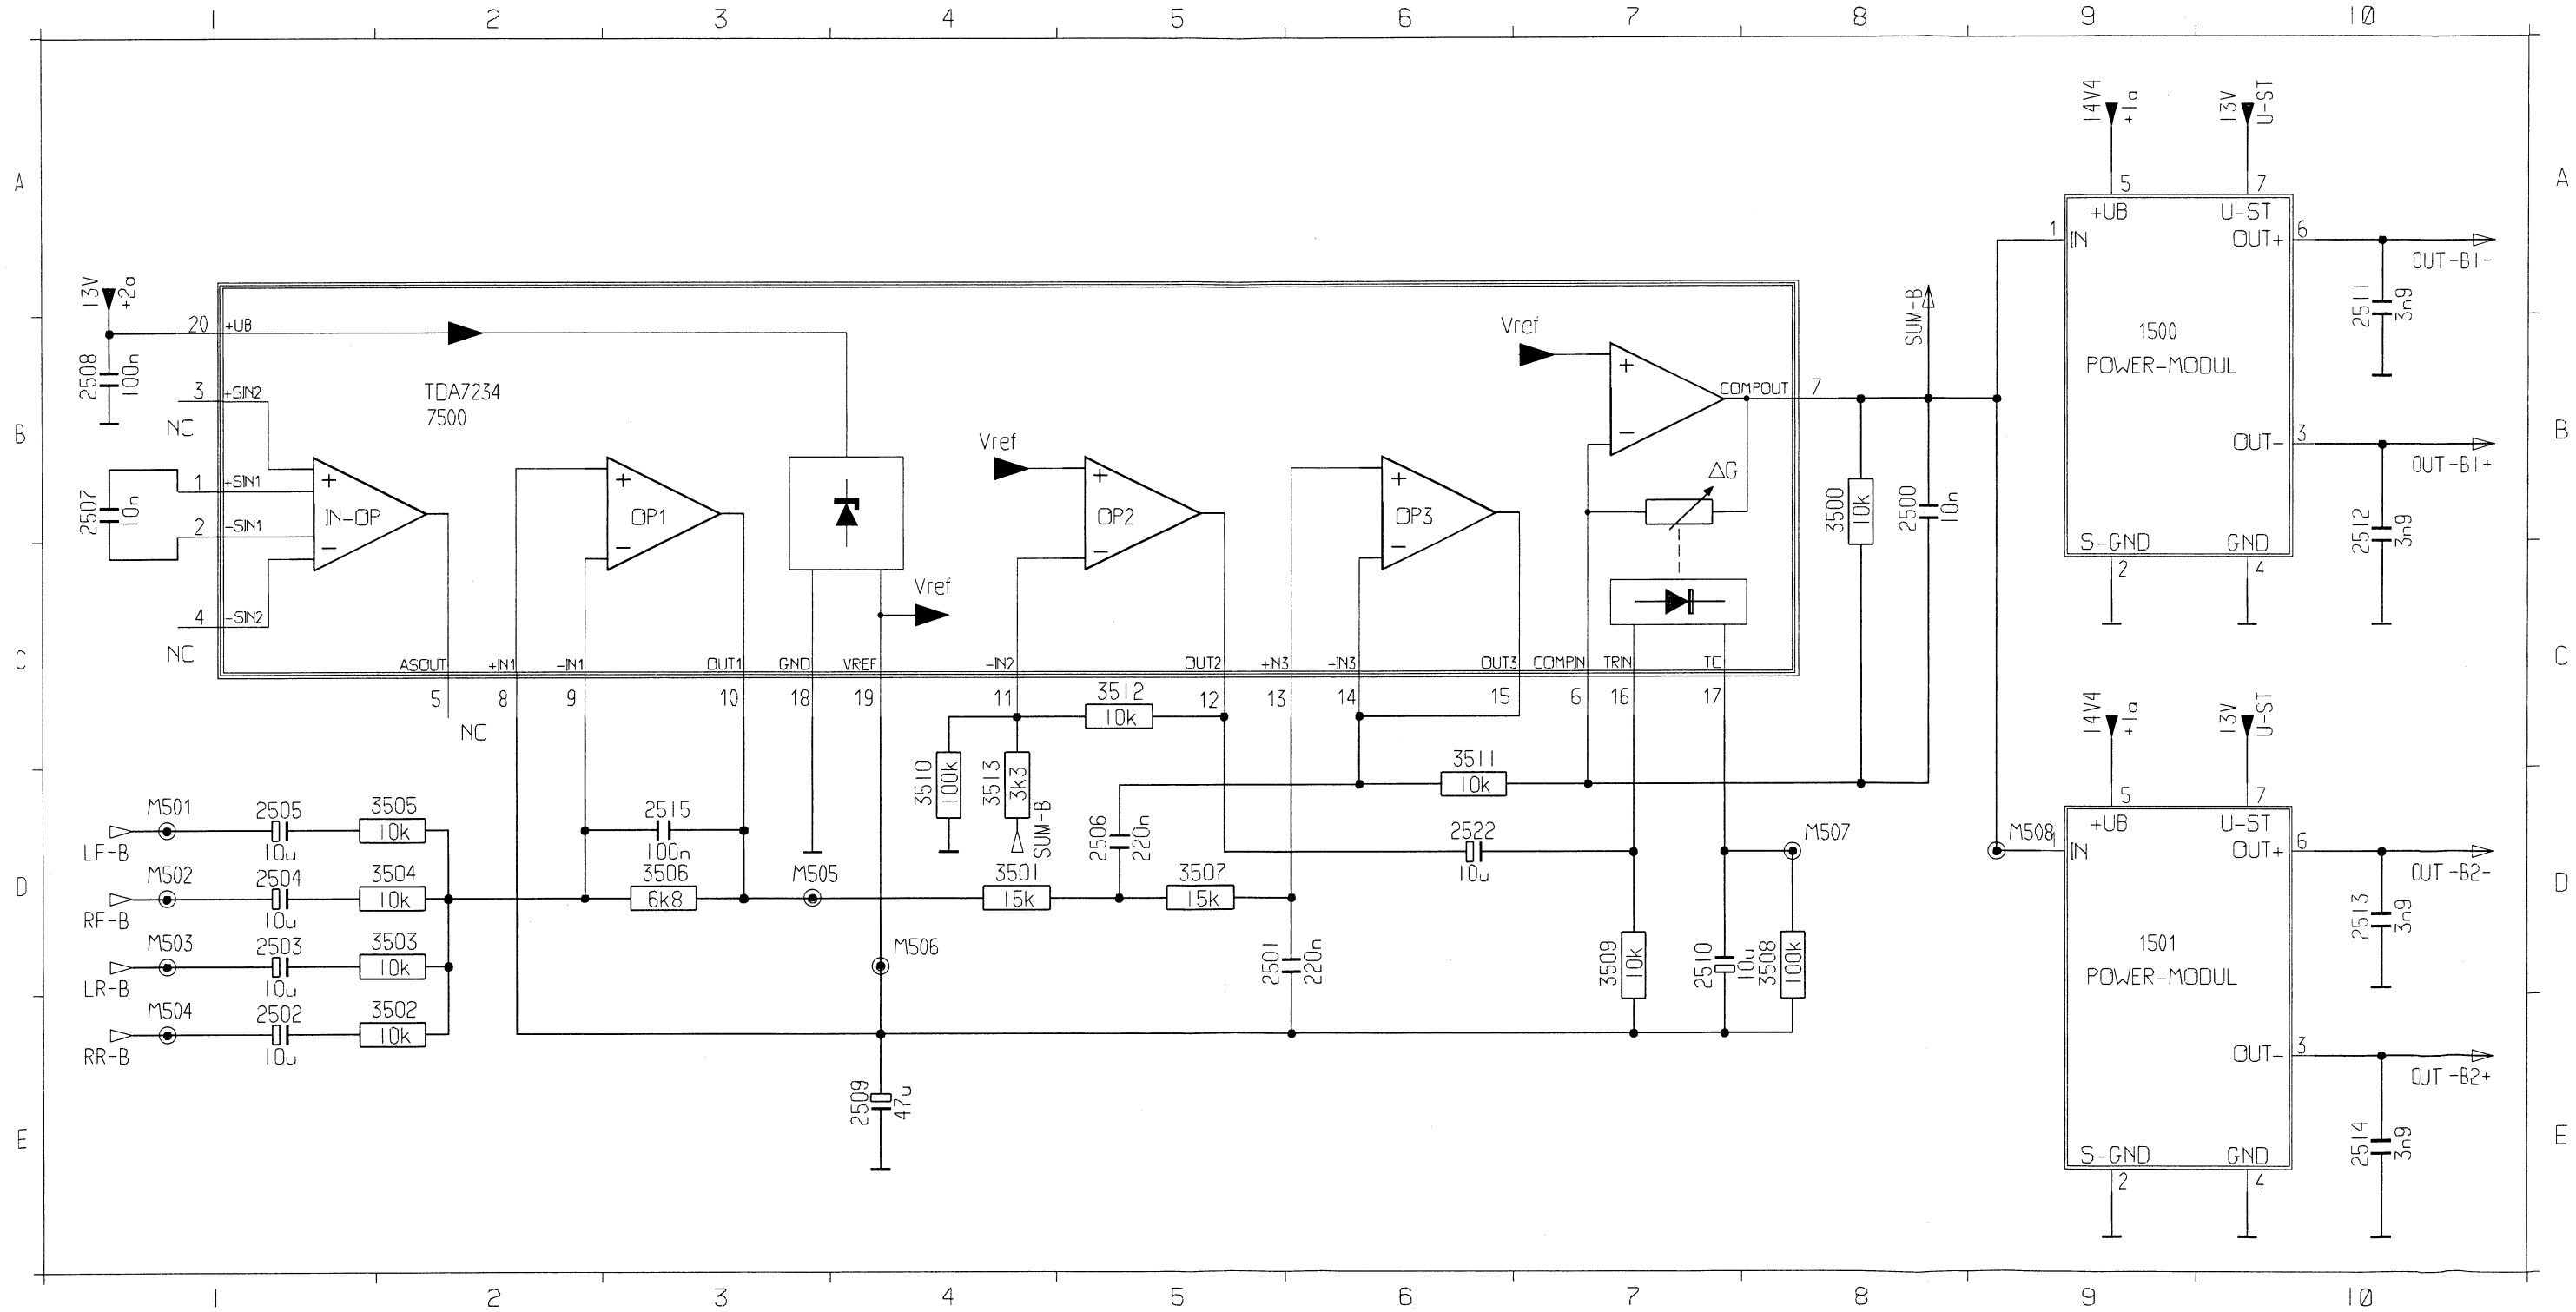 1 2 3 4 5 6 7 8 9 10
A
A
14V4
+1a
13V
U-ST
5
7
+UB
U-ST
1
IN
OUT+
6
OUT-B1-
2511
3n9
1500
POWER-MODUL
OUT-
3
OUT-B1+
2512
3n9
S-GND
GND
2
4
13V
+2a
20
+UB
2508
100n
3
+SIN2
NC
TDA7234
7500
B
B
1
+SIN1
2507
10n
2
-SIN1
+
IN-OP
-
4
-SIN2
NC
+
OP1
-
Vref
Vref
+
OP2
-
+
OP3
-
Vref
+
-
COMPOUT
7
ΔG
SUM-B
3500
10k
2500
10n
C
C
ASOUT
+IN1
-IN1
OUT1
GND
VREF
-IN2
OUT2
+IN3
-IN3
OUT3
COMPIN
TRIN
TC
5
8
9
10
18
19
11
12
13
14
15
6
16
17
NC
3512
10k
3510
100k
3513
3k3
SUM-B
3511
10k
14V4
+1a
13V
U-ST
5
7
+UB
U-ST
M508
1
IN
OUT+
6
OUT-B2-
2513
3n9
1501
POWER-MODUL
OUT-
3
OUT-B2+
2514
3n9
S-GND
GND
2
4
D
D
M501
LF-B
2505
10u
3505
10k
M502
RF-B
2504
10u
3504
10k
M503
LR-B
2503
10u
3503
10k
M504
RR-B
2502
10u
3502
10k
2515
100n
3506
6k8
M505
3501
15k
2506
220n
3507
15k
2522
10u
M507
M506
2501
220n
3509
10k
2510
10u
3508
100k
2509
47u
E
E
1 2 3 4 5 6 7 8 9 10